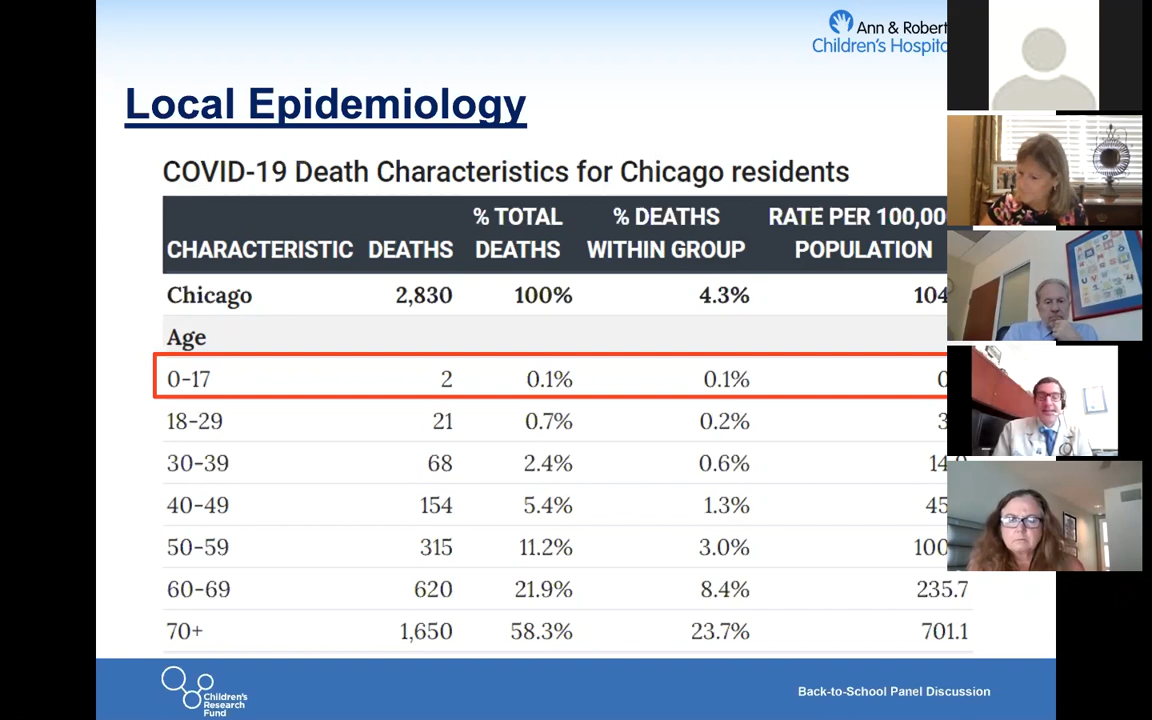 Ann & Robert
Children's Hospit
Local Epidemiology
COVID-19 Death Characteristics for Chicago residents
% TOTAL % DEATHS RATE PER 100,00
CHARACTERISTIC DEATHS DEATHS WITHIN GROUP POPULATION
Chicago 2,830 100% 4.3% 104
Age
0-17 2 0.1% 0.1% 0
18-29 21 0.7% 0.2% 3
30-39 68 2.4% 0.6% 14
40-49 154 5.4% 1.3% 45
50-59 315 11.2% 3.0% 100
60-69 620 21.9% 8.4% 235.7
70+ 1,650 58.3% 23.7% 701.1
Children's
Research
Fund
Back-to-School Panel Discussion